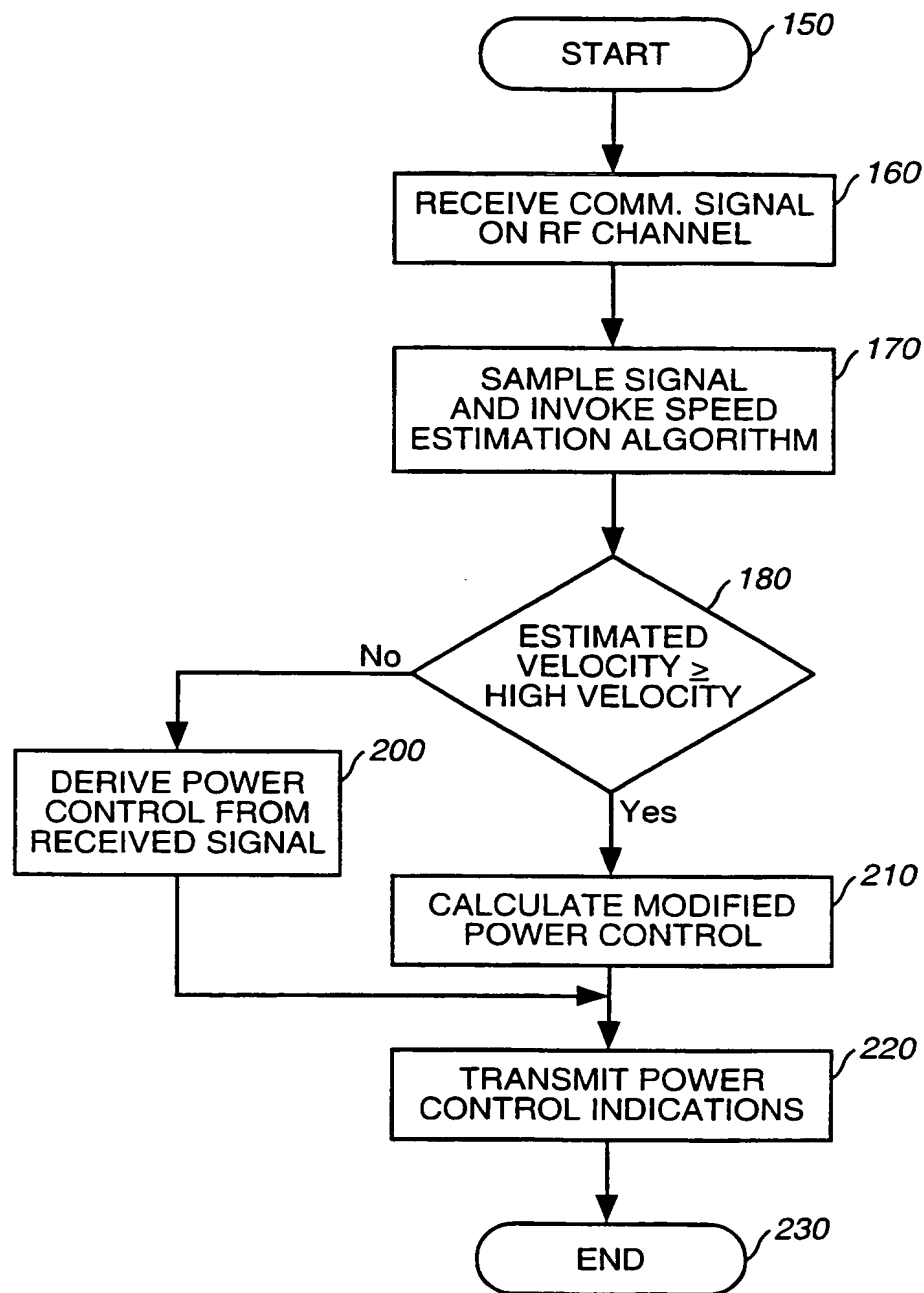 150
START
160
RECEIVE COMM. SIGNAL
ON RF CHANNEL
170
SAMPLE SIGNAL
AND INVOKE SPEED
ESTIMATION ALGORITHM
180
ESTIMATED
VELOCITY ≥
HIGH VELOCITY
No
200
DERIVE POWER
CONTROL FROM
RECEIVED SIGNAL
Yes
210
CALCULATE MODIFIED
POWER CONTROL
220
TRANSMIT POWER
CONTROL INDICATIONS
END
230